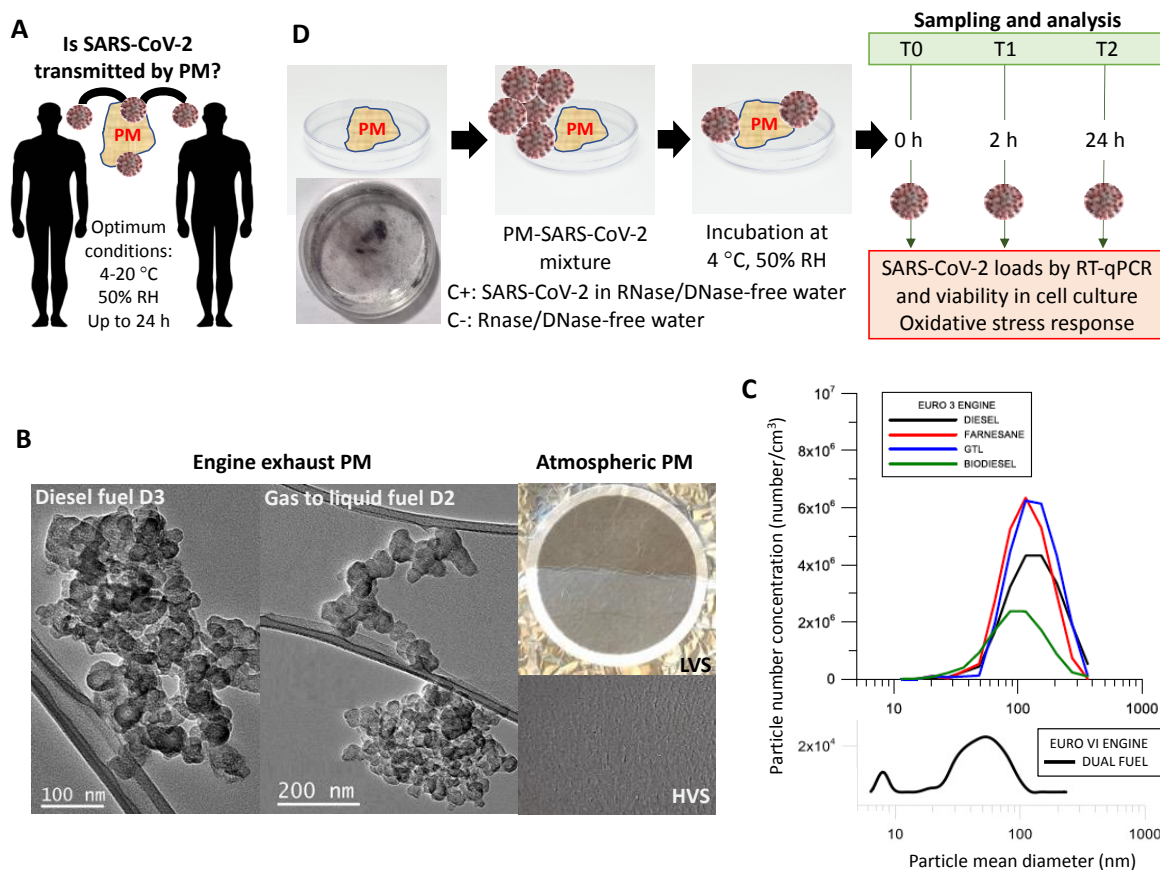 A
Is SARS-CoV-2
transmitted by PM?
PM
Optimum
conditions:
4-20 °C
50% RH
Up to 24 h
D
PM
PM
PM
PM-SARS-CoV-2
mixture
Incubation at
4 °C, 50% RH
C+: SARS-CoV-2 in RNase/DNase-free water
C-: Rnase/DNase-free water
Sampling and analysis
T0 T1 T2
0 h 2 h 24 h
SARS-CoV-2 loads by RT-qPCR
and viability in cell culture
Oxidative stress response
B
Engine exhaust PM
Atmospheric PM
Diesel fuel D3
100 nm
Gas to liquid fuel D2
200 nm
LVS
HVS
C
Particle number concentration (number/cm³)
10⁷
8x10⁶
6x10⁶
4x10⁶
2x10⁶
0
EURO 3 ENGINE
DIESEL
FARNESANE
GTL
BIODIESEL
10 100 1000
2x10⁴
EURO VI ENGINE
DUAL FUEL
10 100 1000
Particle mean diameter (nm)